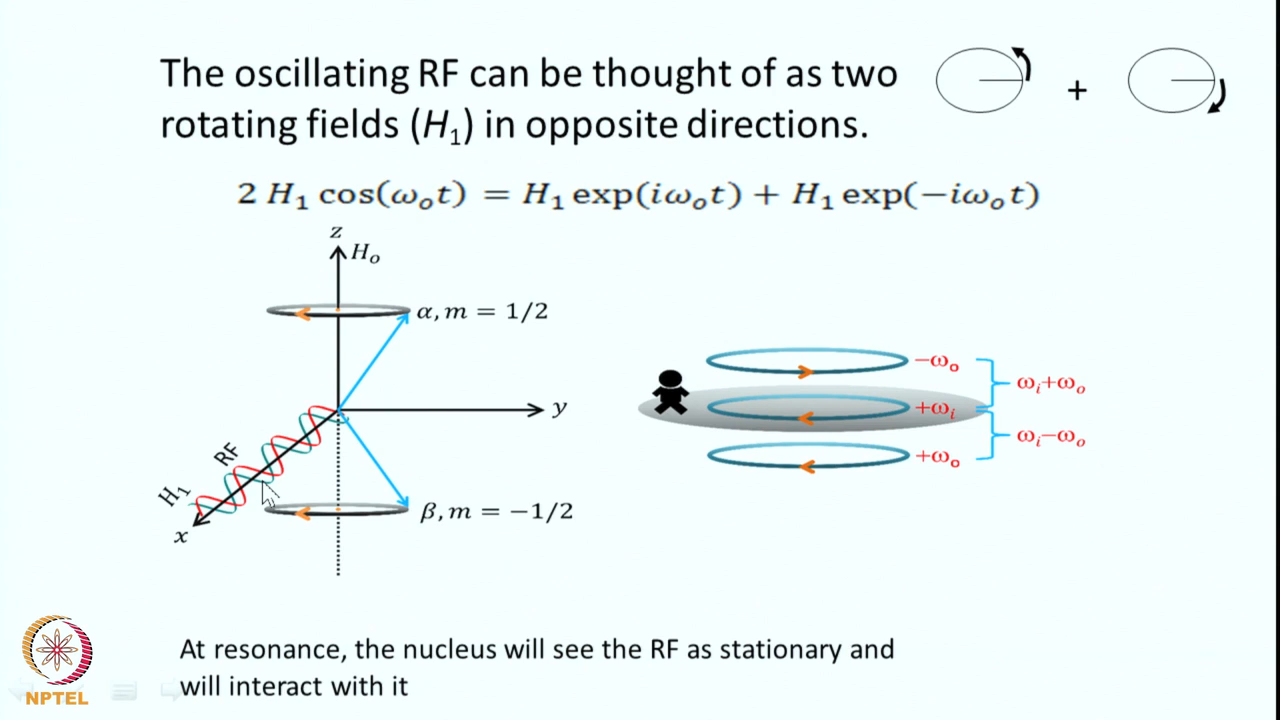 The oscillating RF can be thought of as two
rotating fields (H₁) in opposite directions.
+
2 H₁ cos(ωₒt) = H₁ exp(iωₒt) + H₁ exp(−iωₒt)
z
Hₒ
α, m = 1/2
y
RF
H₁
x
β, m = −1/2
−ωₒ
+ωᵢ
+ωₒ
ωᵢ+ωₒ
ωᵢ−ωₒ
At resonance, the nucleus will see the RF as stationary and
will interact with it
NPTEL